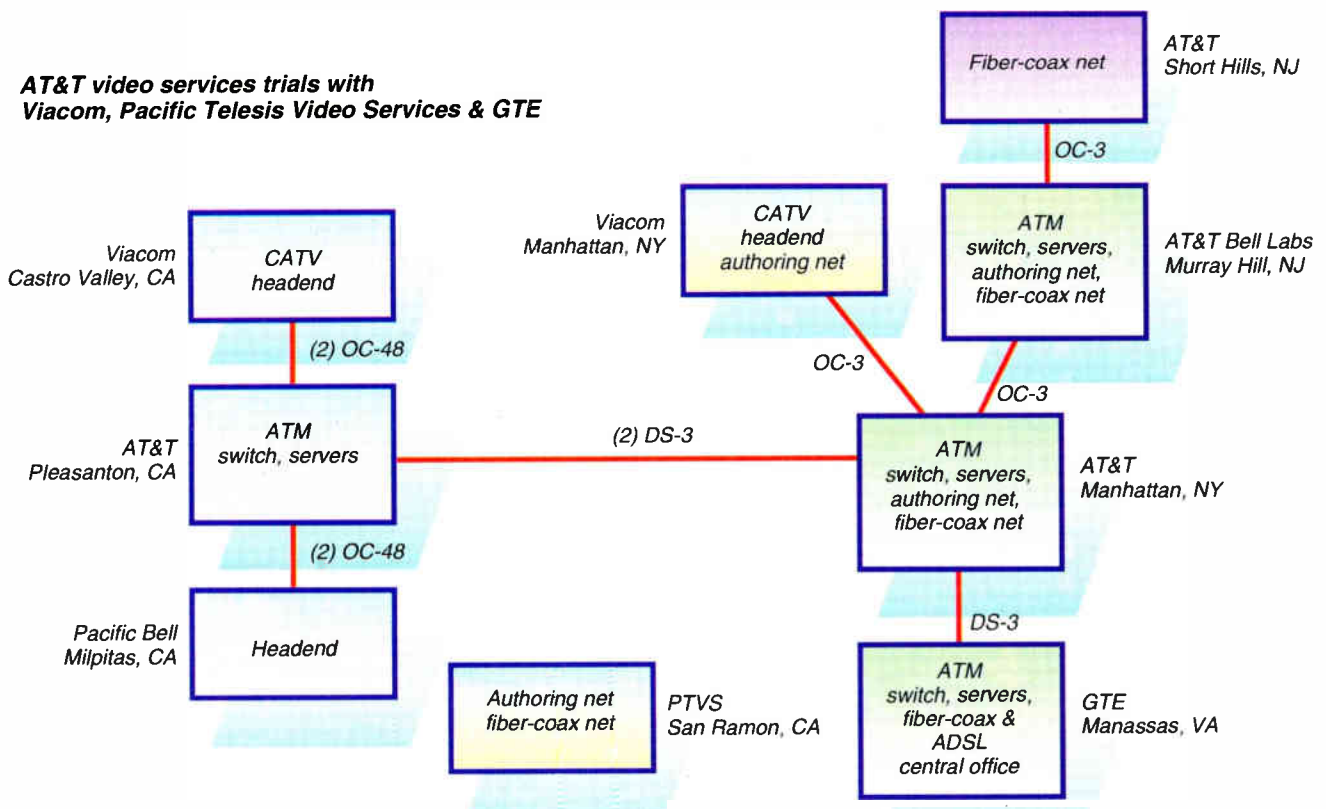 AT&T video services trials with
Viacom, Pacific Telesis Video Services & GTE
Fiber-coax net
AT&T
Short Hills, NJ
OC-3
Viacom
Manhattan, NY
CATV
headend
authoring net
ATM
switch, servers,
authoring net,
fiber-coax net
AT&T Bell Labs
Murray Hill, NJ
Viacom
Castro Valley, CA
CATV
headend
(2) OC-48
OC-3
OC-3
AT&T
Pleasanton, CA
ATM
switch, servers
(2) DS-3
ATM
switch, servers,
authoring net,
fiber-coax net
AT&T
Manhattan, NY
(2) OC-48
DS-3
Pacific Bell
Milpitas, CA
Headend
Authoring net
fiber-coax net
PTVS
San Ramon, CA
ATM
switch, servers,
fiber-coax &
ADSL
central office
GTE
Manassas, VA